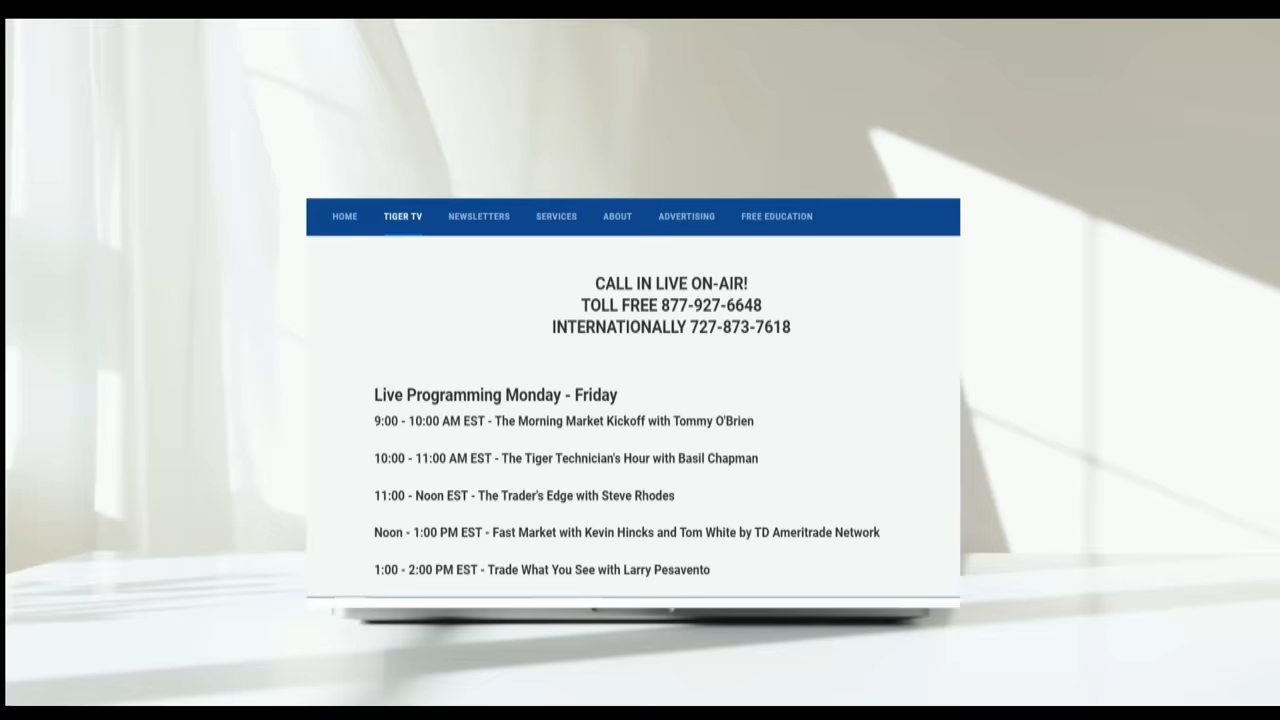 HOME TIGER TV NEWSLETTERS SERVICES ABOUT ADVERTISING FREE EDUCATION
CALL IN LIVE ON-AIR!
TOLL FREE 877-927-6648
INTERNATIONALLY 727-873-7618
Live Programming Monday - Friday
9:00 - 10:00 AM EST - The Morning Market Kickoff with Tommy O'Brien
10:00 - 11:00 AM EST - The Tiger Technician's Hour with Basil Chapman
11:00 - Noon EST - The Trader's Edge with Steve Rhodes
Noon - 1:00 PM EST - Fast Market with Kevin Hincks and Tom White by TD Ameritrade Network
1:00 - 2:00 PM EST - Trade What You See with Larry Pesavento